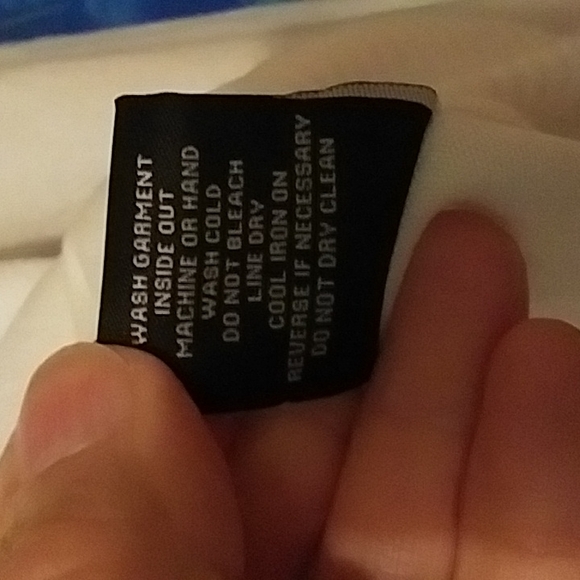 WASH GARMENT
INSIDE OUT
MACHINE OR HAND
WASH COLD
DO NOT BLEACH
LINE DRY
COOL IRON ON
REVERSE IF NECESSARY
DO NOT DRY CLEAN